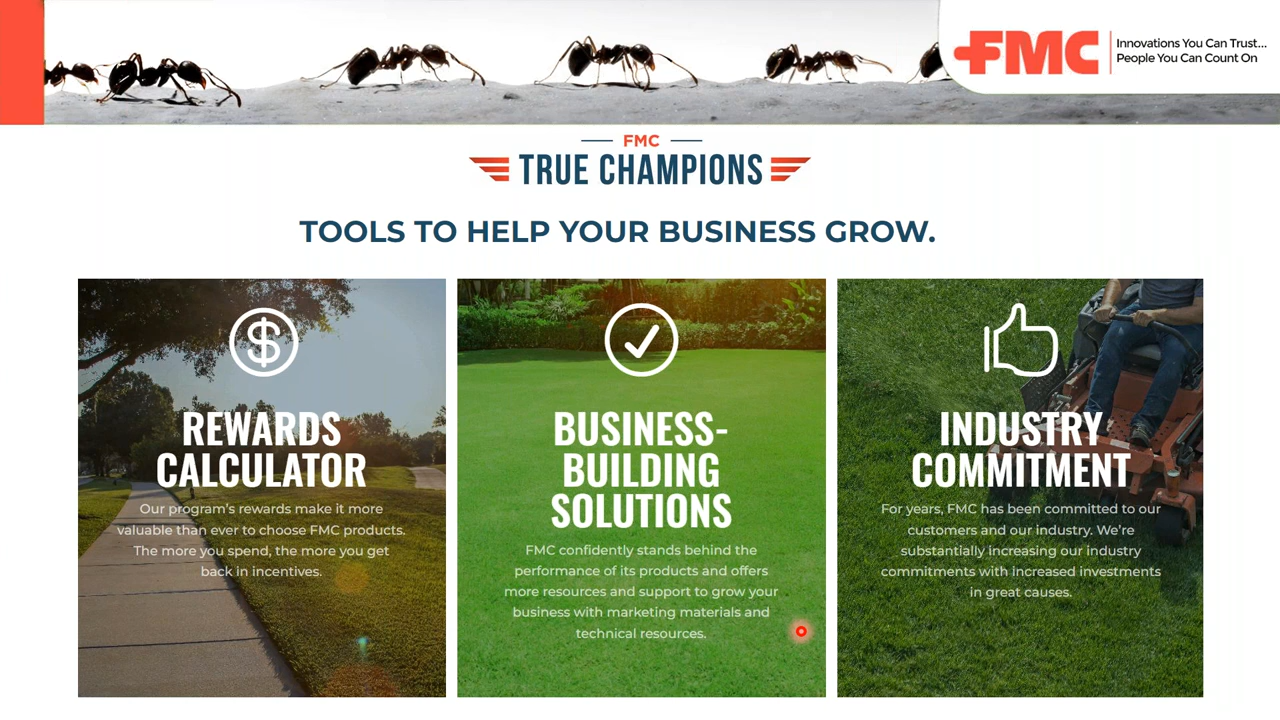 FMC
Innovations You Can Trust...
People You Can Count On
FMC
TRUE CHAMPIONS
TOOLS TO HELP YOUR BUSINESS GROW.
REWARDS
CALCULATOR
Our program's rewards make it more
valuable than ever to choose FMC products.
The more you spend, the more you get
back in incentives.
BUSINESS-
BUILDING
SOLUTIONS
FMC confidently stands behind the
performance of its products and offers
more resources and support to grow your
business with marketing materials and
technical resources.
INDUSTRY
COMMITMENT
For years, FMC has been committed to our
customers and our industry. We're
substantially increasing our industry
commitments with increased investments
in great causes.